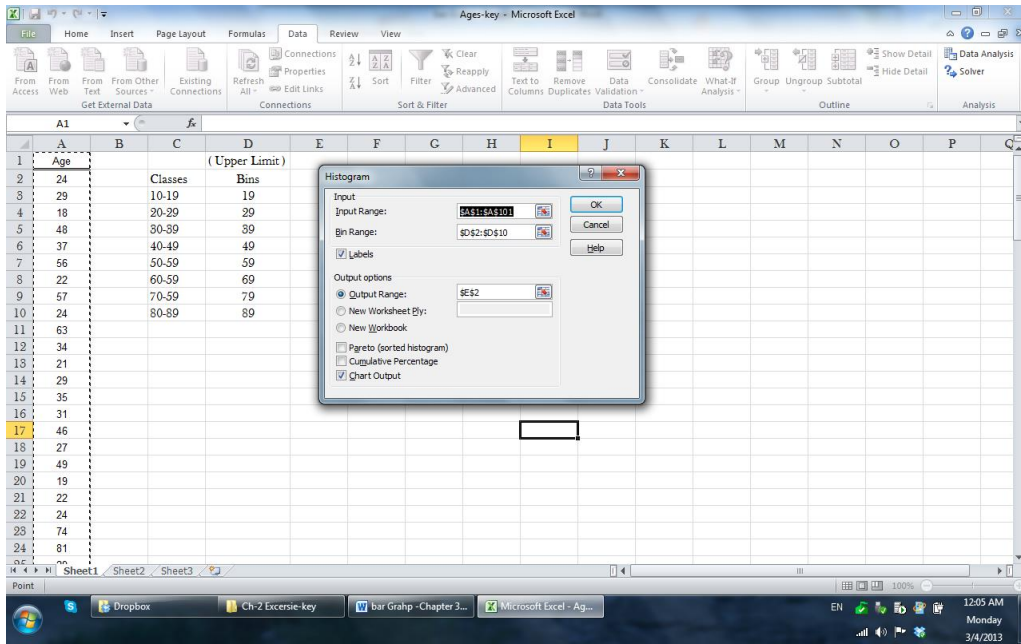 Ages-key - Microsoft Excel
File Home Insert Page Layout Formulas Data Review View
From Access From Web From Text From Other Sources Existing Connections
Get External Data
Refresh All Connections Properties Edit Links
Connections
Sort Filter Clear Reapply Advanced
Sort & Filter
Text to Columns Remove Duplicates Data Validation Consolidate What-If Analysis
Data Tools
Group Ungroup Subtotal Show Detail Hide Detail
Outline
Data Analysis Solver
Analysis
A1 fx
A B C D E F G H I J K L M N O P Q
1 Age (Upper Limit)
2 24 Classes Bins
3 29 10-19 19
4 18 20-29 29
5 48 30-39 39
6 37 40-49 49
7 56 50-59 59
8 22 60-59 69
9 57 70-59 79
10 24 80-89 89
11 63
12 34
13 21
14 29
15 35
16 31
17 46
18 27
19 49
20 19
21 22
22 24
23 74
24 81
Histogram
Input
Input Range: $A$1:$A$101
Bin Range: $D$2:$D$10
Labels
Output options
Output Range: $E$2
New Worksheet Ply:
New Workbook
Pareto (sorted histogram)
Cumulative Percentage
Chart Output
OK
Cancel
Help
Sheet1 Sheet2 Sheet3
Point 100%
Dropbox Ch-2 Excersie-key bar Grahp -Chapter 3... Microsoft Excel - Ag...
EN 12:05 AM
Monday
3/4/2013